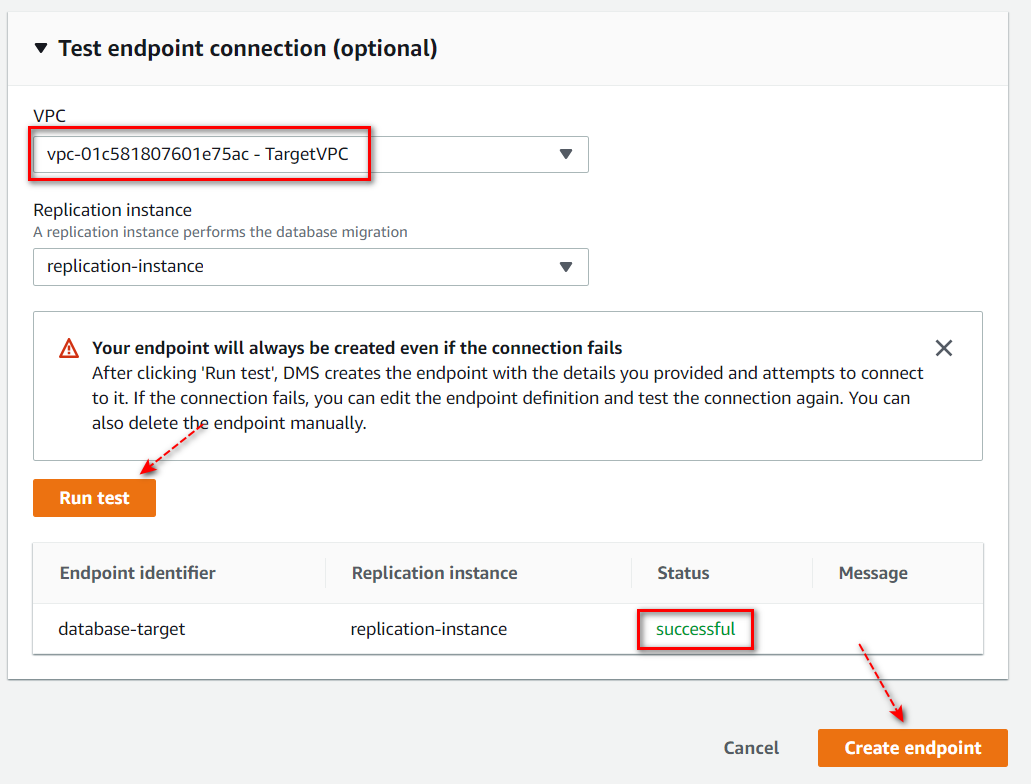 Test endpoint connection (optional)
VPC
vpc-01c581807601e75ac - TargetVPC
Replication instance
A replication instance performs the database migration
replication-instance
Your endpoint will always be created even if the connection fails
After clicking 'Run test', DMS creates the endpoint with the details you provided and attempts to connect
to it. If the connection fails, you can edit the endpoint definition and test the connection again. You can
also delete the endpoint manually.
Run test
Endpoint identifier Replication instance Status Message
database-target replication-instance successful
Cancel Create endpoint